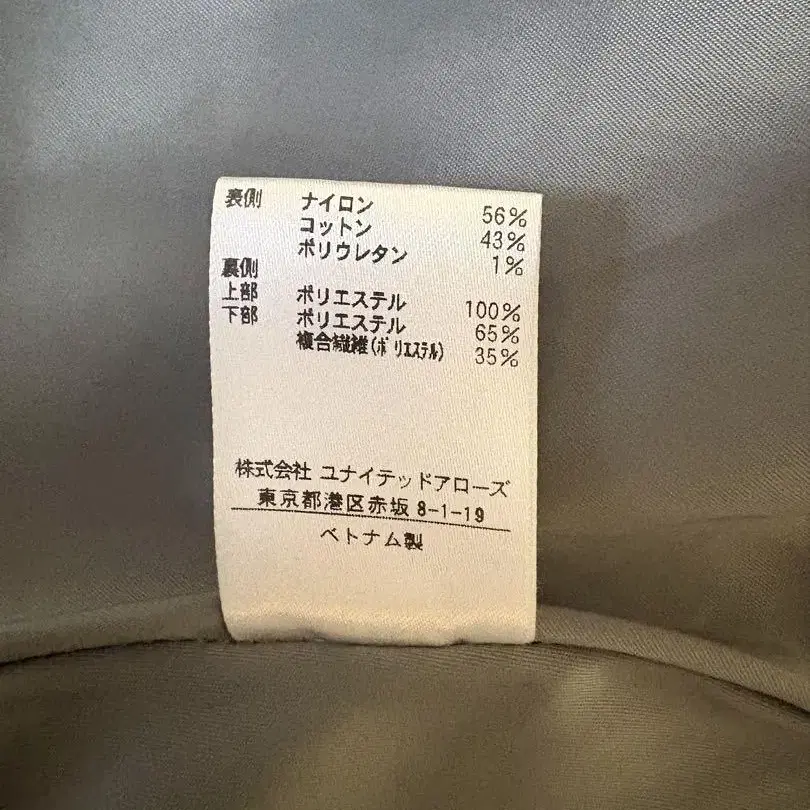 表側 ナイロン 56%
コットン 43%
ポリウレタン 1%
裏側
上部 ポリエステル 100%
下部 ポリエステル 65%
複合繊維(ポリエステル) 35%
株式会社 ユナイテッドアローズ
東京都港区赤坂 8-1-19
ベトナム製